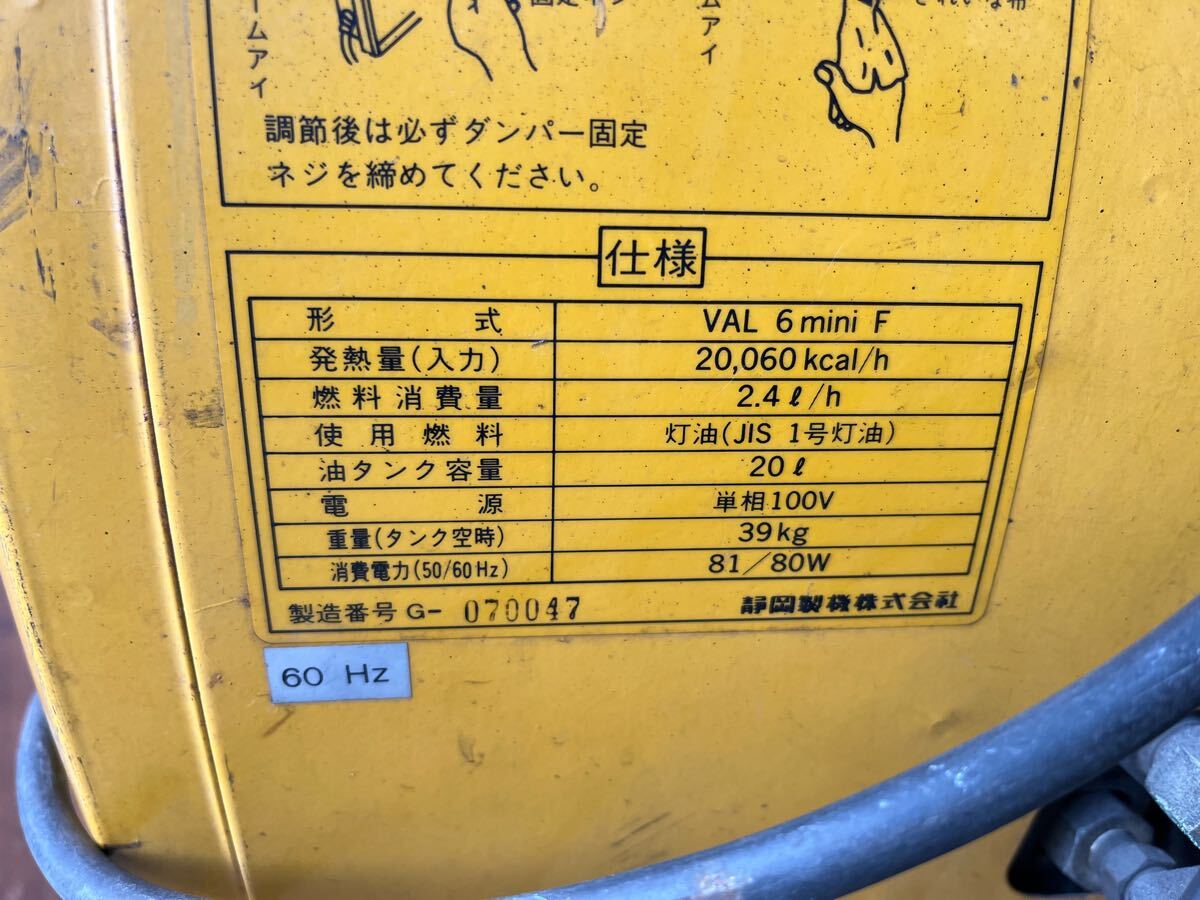 ームアイ
ムアイ
調節後は必ずダンパー固定
ネジを締めてください。
仕様
形 式 VAL 6 mini F
発熱量(入力) 20,060 kcal/h
燃料消費量 2.4ℓ/h
使用燃料 灯油(JIS 1号灯油)
油タンク容量 20ℓ
電源 単相100V
重量(タンク空時) 39kg
消費電力(50/60Hz) 81/80W
製造番号 G- 070047 靜岡製機株式会社
60 Hz